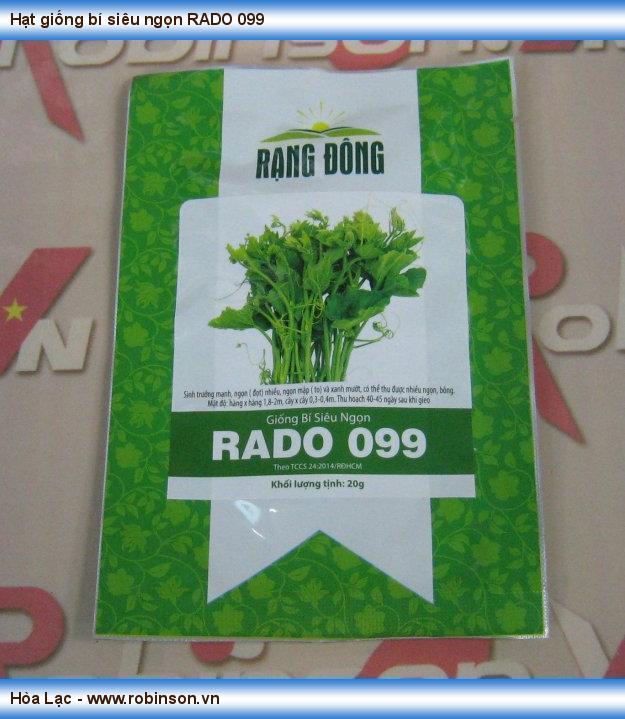 Hạt giống bí siêu ngọn RADO 099
RẠNG ĐÔNG
Sinh trưởng mạnh, ngọn ( đọt) nhiều, ngọn mập ( to) và xanh mướt, có thể thu được nhiều ngọn, bông.
Mật độ: hàng x hàng 1,8-2m, cây x cây 0,3-0,4m. Thu hoạch 40-45 ngày sau khi gieo
Giống Bí Siêu Ngọn
RADO 099
Theo TCCS 24:2014/RĐHCM
Khối lượng tịnh: 20g
Hòa Lạc - www.robinson.vn